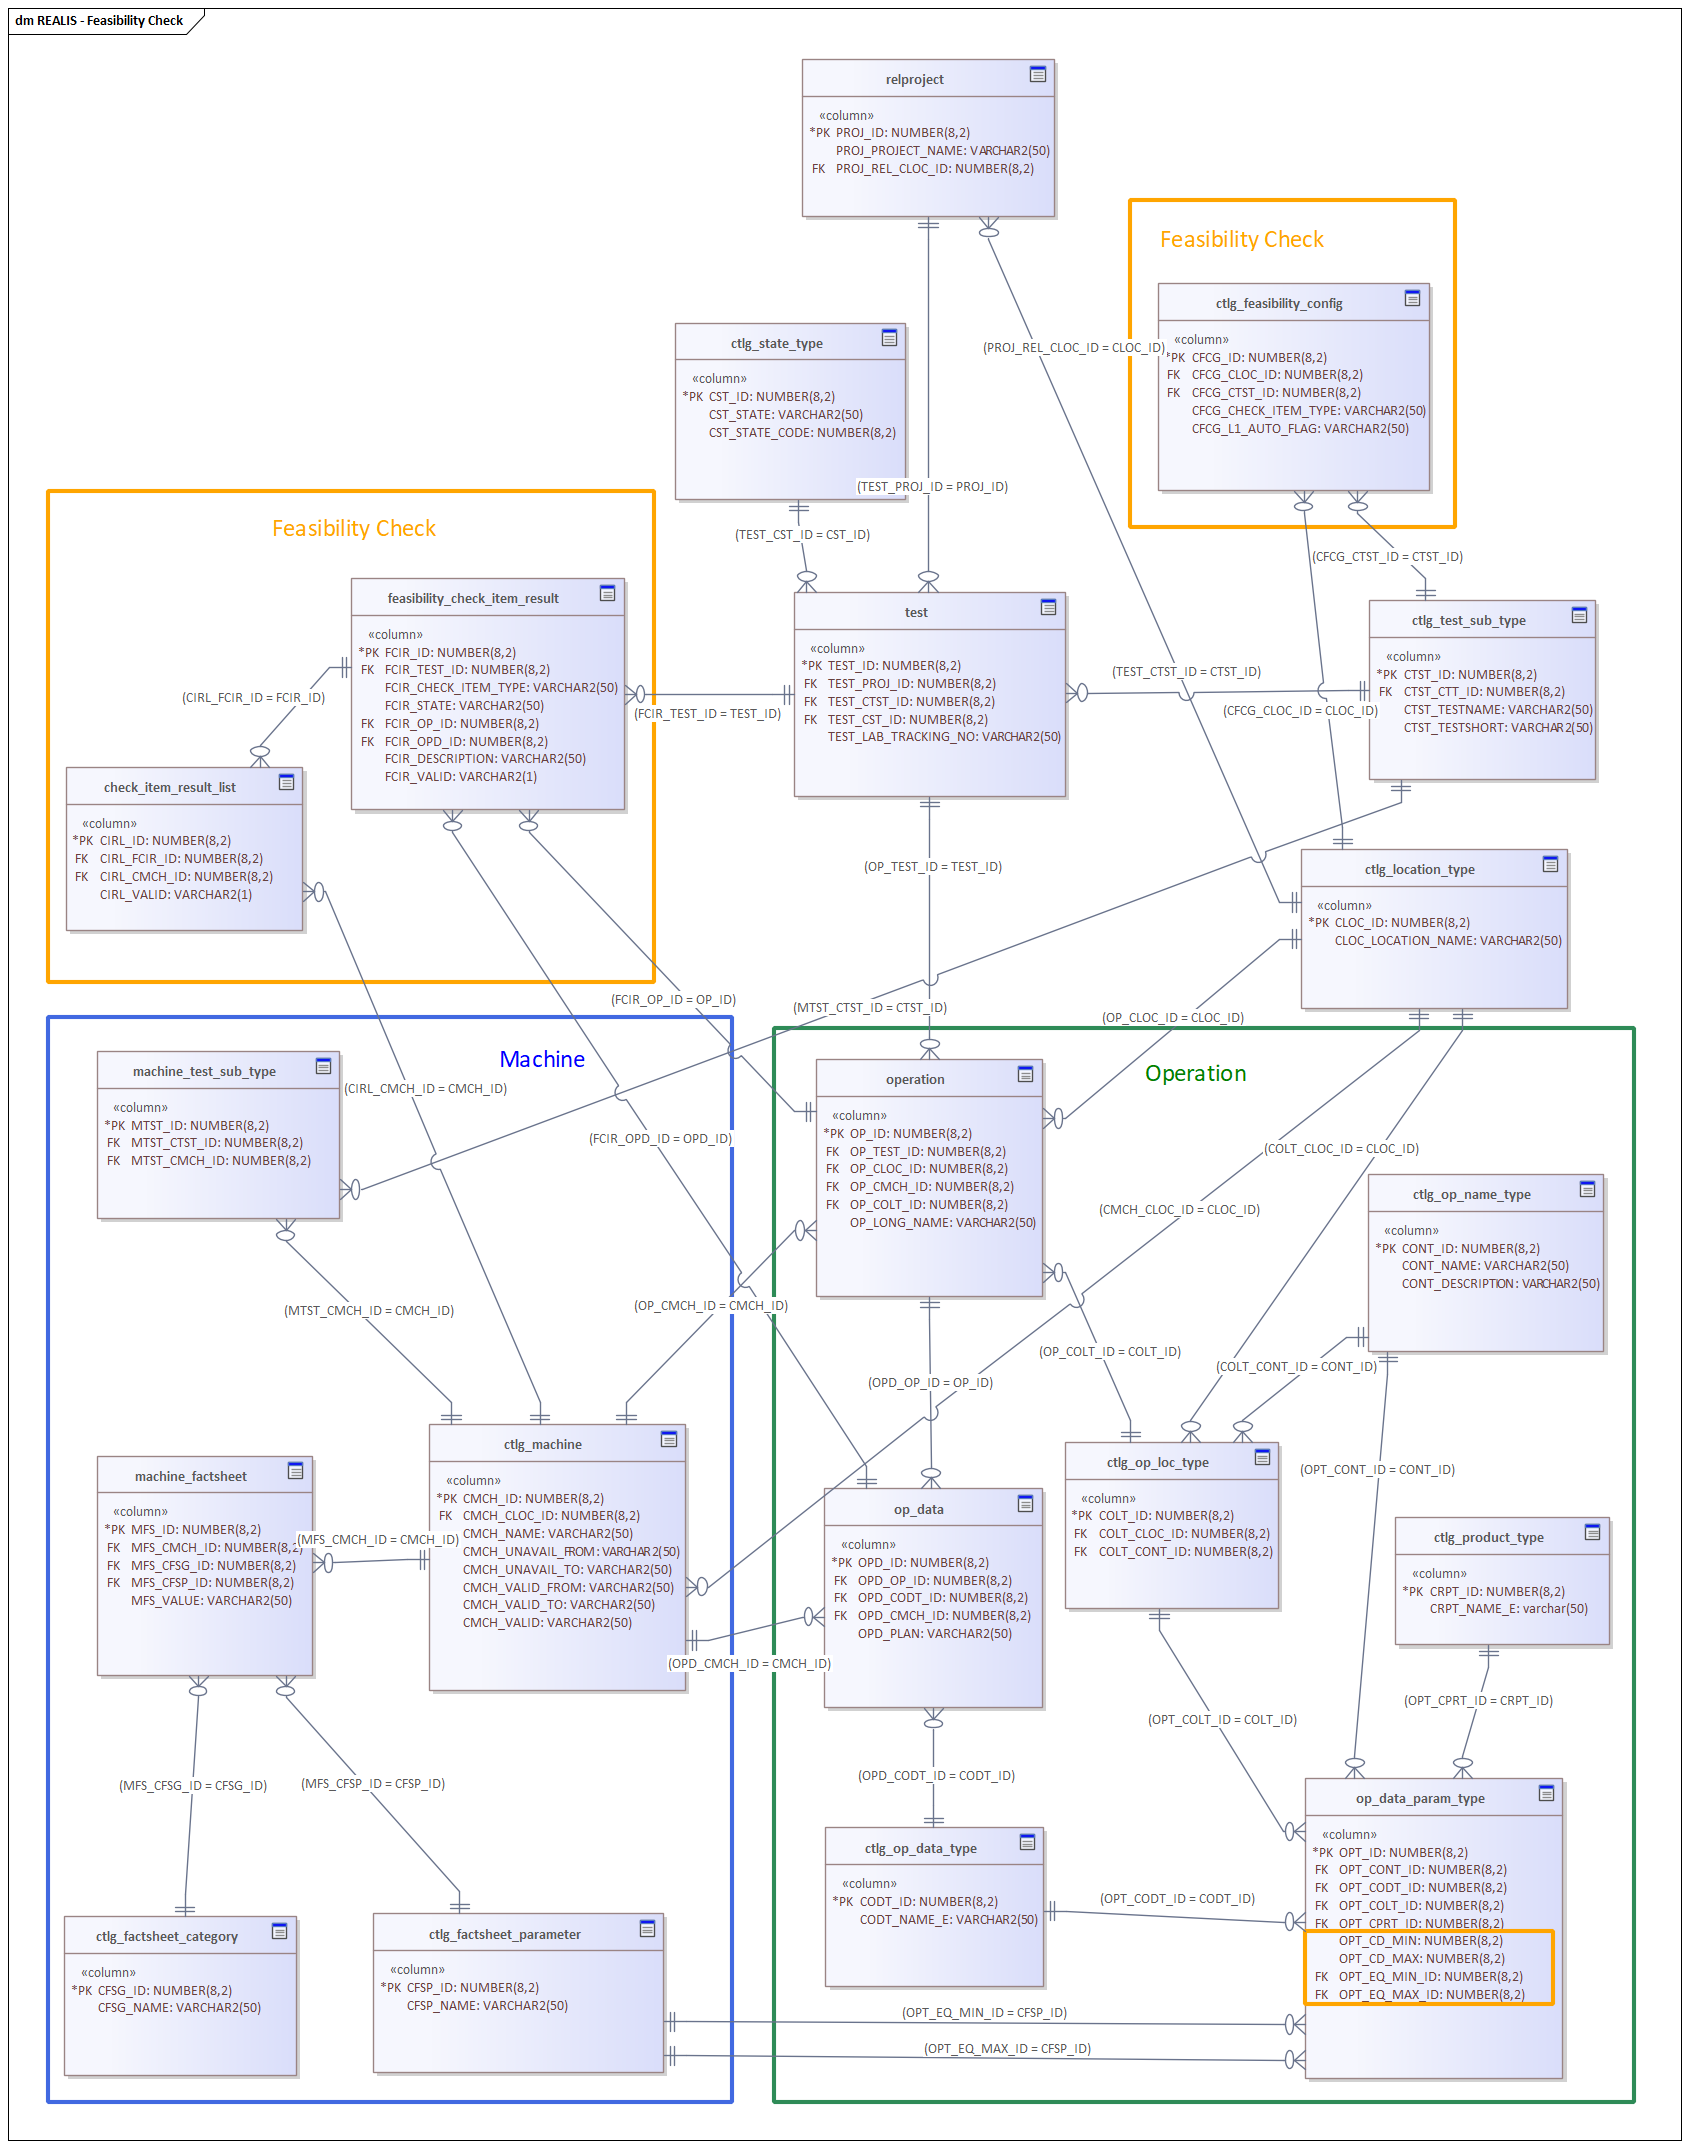 dm REALIS - Feasibility Check
relproject
«column»
*PK PROJ_ID: NUMBER(8,2)
PROJ_PROJECT_NAME: VARCHAR2(50)
FK PROJ_REL_CLOC_ID: NUMBER(8,2)
Feasibility Check
ctlg_feasibility_config
«column»
*PK CFCG_ID: NUMBER(8,2)
FK CFCG_CLOC_ID: NUMBER(8,2)
FK CFCG_CTST_ID: NUMBER(8,2)
CFCG_CHECK_ITEM_TYPE: VARCHAR2(50)
CFCG_L1_AUTO_FLAG: VARCHAR2(50)
(PROJ_REL_CLOC_ID = CLOC_ID)
ctlg_state_type
«column»
*PK CST_ID: NUMBER(8,2)
CST_STATE: VARCHAR2(50)
CST_STATE_CODE: NUMBER(8,2)
(TEST_PROJ_ID = PROJ_ID)
(TEST_CST_ID = CST_ID)
(CFCG_CTST_ID = CTST_ID)
Feasibility Check
feasibility_check_item_result
«column»
*PK FCIR_ID: NUMBER(8,2)
FK FCIR_TEST_ID: NUMBER(8,2)
FCIR_CHECK_ITEM_TYPE: VARCHAR2(50)
FCIR_STATE: VARCHAR2(50)
FK FCIR_OP_ID: NUMBER(8,2)
FK FCIR_OPD_ID: NUMBER(8,2)
FCIR_DESCRIPTION: VARCHAR2(50)
FCIR_VALID: VARCHAR2(1)
test
«column»
*PK TEST_ID: NUMBER(8,2)
FK TEST_PROJ_ID: NUMBER(8,2)
FK TEST_CTST_ID: NUMBER(8,2)
FK TEST_CST_ID: NUMBER(8,2)
TEST_LAB_TRACKING_NO: VARCHAR2(50)
ctlg_test_sub_type
«column»
*PK CTST_ID: NUMBER(8,2)
FK CTST_CTT_ID: NUMBER(8,2)
CTST_TESTNAME: VARCHAR2(50)
CTST_TESTSHORT: VARCHAR2(50)
(CIRL_FCIR_ID = FCIR_ID)
(FCIR_TEST_ID = TEST_ID)
(TEST_CTST_ID = CTST_ID)
(CFCG_CLOC_ID = CLOC_ID)
check_item_result_list
«column»
*PK CIRL_ID: NUMBER(8,2)
FK CIRL_FCIR_ID: NUMBER(8,2)
FK CIRL_CMCH_ID: NUMBER(8,2)
CIRL_VALID: VARCHAR2(1)
(OP_TEST_ID = TEST_ID)
ctlg_location_type
«column»
*PK CLOC_ID: NUMBER(8,2)
CLOC_LOCATION_NAME: VARCHAR2(50)
(FCIR_OP_ID = OP_ID)
(MTST_CTST_ID = CTST_ID)
(OP_CLOC_ID = CLOC_ID)
Machine
machine_test_sub_type
«column»
*PK MTST_ID: NUMBER(8,2)
FK MTST_CTST_ID: NUMBER(8,2)
FK MTST_CMCH_ID: NUMBER(8,2)
(CIRL_CMCH_ID = CMCH_ID)
(FCIR_OPD_ID = OPD_ID)
Operation
operation
«column»
*PK OP_ID: NUMBER(8,2)
FK OP_TEST_ID: NUMBER(8,2)
FK OP_CLOC_ID: NUMBER(8,2)
FK OP_CMCH_ID: NUMBER(8,2)
FK OP_COLT_ID: NUMBER(8,2)
OP_LONG_NAME: VARCHAR2(50)
(COLT_CLOC_ID = CLOC_ID)
(CMCH_CLOC_ID = CLOC_ID)
ctlg_op_name_type
«column»
*PK CONT_ID: NUMBER(8,2)
CONT_NAME: VARCHAR2(50)
CONT_DESCRIPTION: VARCHAR2(50)
(MTST_CMCH_ID = CMCH_ID)
(OP_CMCH_ID = CMCH_ID)
(OP_COLT_ID = COLT_ID)
(COLT_CONT_ID = CONT_ID)
(OPD_OP_ID = OP_ID)
ctlg_machine
«column»
*PK CMCH_ID: NUMBER(8,2)
FK CMCH_CLOC_ID: NUMBER(8,2)
CMCH_NAME: VARCHAR2(50)
CMCH_UNAVAIL_FROM: VARCHAR2(50)
CMCH_UNAVAIL_TO: VARCHAR2(50)
CMCH_VALID_FROM: VARCHAR2(50)
CMCH_VALID_TO: VARCHAR2(50)
CMCH_VALID: VARCHAR2(50)
machine_factsheet
«column»
*PK MFS_ID: NUMBER(8,2)
FK MFS_CMCH_ID: NUMBER(8,2)
FK MFS_CFSG_ID: NUMBER(8,2)
FK MFS_CFSP_ID: NUMBER(8,2)
MFS_VALUE: VARCHAR2(50)
(MFS_CMCH_ID = CMCH_ID)
op_data
«column»
*PK OPD_ID: NUMBER(8,2)
FK OPD_OP_ID: NUMBER(8,2)
FK OPD_CODT_ID: NUMBER(8,2)
FK OPD_CMCH_ID: NUMBER(8,2)
OPD_PLAN: VARCHAR2(50)
ctlg_op_loc_type
«column»
*PK COLT_ID: NUMBER(8,2)
FK COLT_CLOC_ID: NUMBER(8,2)
FK COLT_CONT_ID: NUMBER(8,2)
(OPT_CONT_ID = CONT_ID)
ctlg_product_type
«column»
*PK CRPT_ID: NUMBER(8,2)
CRPT_NAME_E: varchar(50)
(OPD_CMCH_ID = CMCH_ID)
(OPT_COLT_ID = COLT_ID)
(OPT_CPRT_ID = CRPT_ID)
(MFS_CFSG_ID = CFSG_ID)
(MFS_CFSP_ID = CFSP_ID)
(OPD_CODT_ID = CODT_ID)
op_data_param_type
«column»
*PK OPT_ID: NUMBER(8,2)
FK OPT_CONT_ID: NUMBER(8,2)
FK OPT_CODT_ID: NUMBER(8,2)
FK OPT_COLT_ID: NUMBER(8,2)
FK OPT_CPRT_ID: NUMBER(8,2)
OPT_CD_MIN: NUMBER(8,2)
OPT_CD_MAX: NUMBER(8,2)
FK OPT_EQ_MIN_ID: NUMBER(8,2)
FK OPT_EQ_MAX_ID: NUMBER(8,2)
ctlg_op_data_type
«column»
*PK CODT_ID: NUMBER(8,2)
CODT_NAME_E: VARCHAR2(50)
(OPT_CODT_ID = CODT_ID)
ctlg_factsheet_category
«column»
*PK CFSG_ID: NUMBER(8,2)
CFSG_NAME: VARCHAR2(50)
ctlg_factsheet_parameter
«column»
*PK CFSP_ID: NUMBER(8,2)
CFSP_NAME: VARCHAR2(50)
(OPT_EQ_MIN_ID = CFSP_ID)
(OPT_EQ_MAX_ID = CFSP_ID)